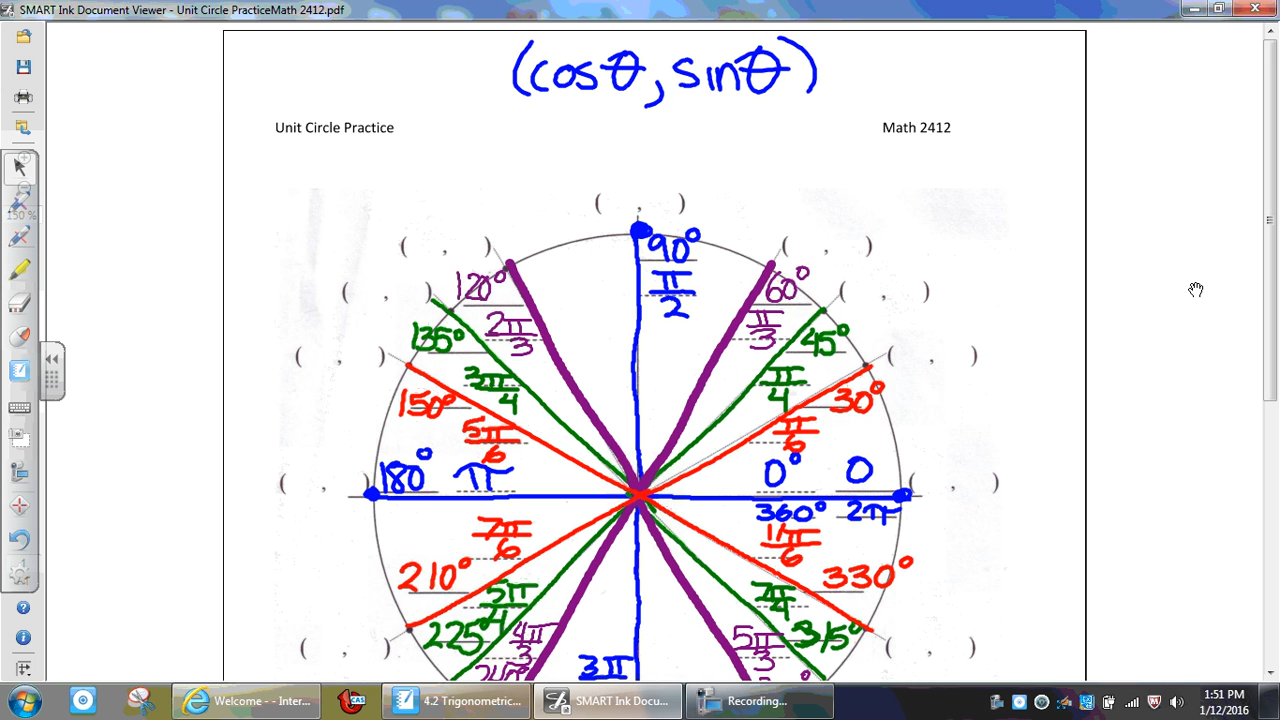 SMART Ink Document Viewer - Unit Circle PracticeMath 2412.pdf
(cosθ, sinθ)
Unit Circle Practice Math 2412
150 %
( , )
( , ) ( , )
90°
π/2
120° 60°
2π/3 π/3
( , ) ( , )
135° 45°
3π/4 π/4
( , ) ( , )
150° 30°
5π/6 π/6
( , 180° π 0° 0 ( , )
360° 2π
7π/6 11π/6
210° 330°
5π/4 7π/4
225° 315°
4π/3 5π/3
( , ) ( , )
3π
Welcome - - Inter...
CAS
4.2 Trigonometric...
SMART Ink Docu...
Recording...
1:51 PM
1/12/2016